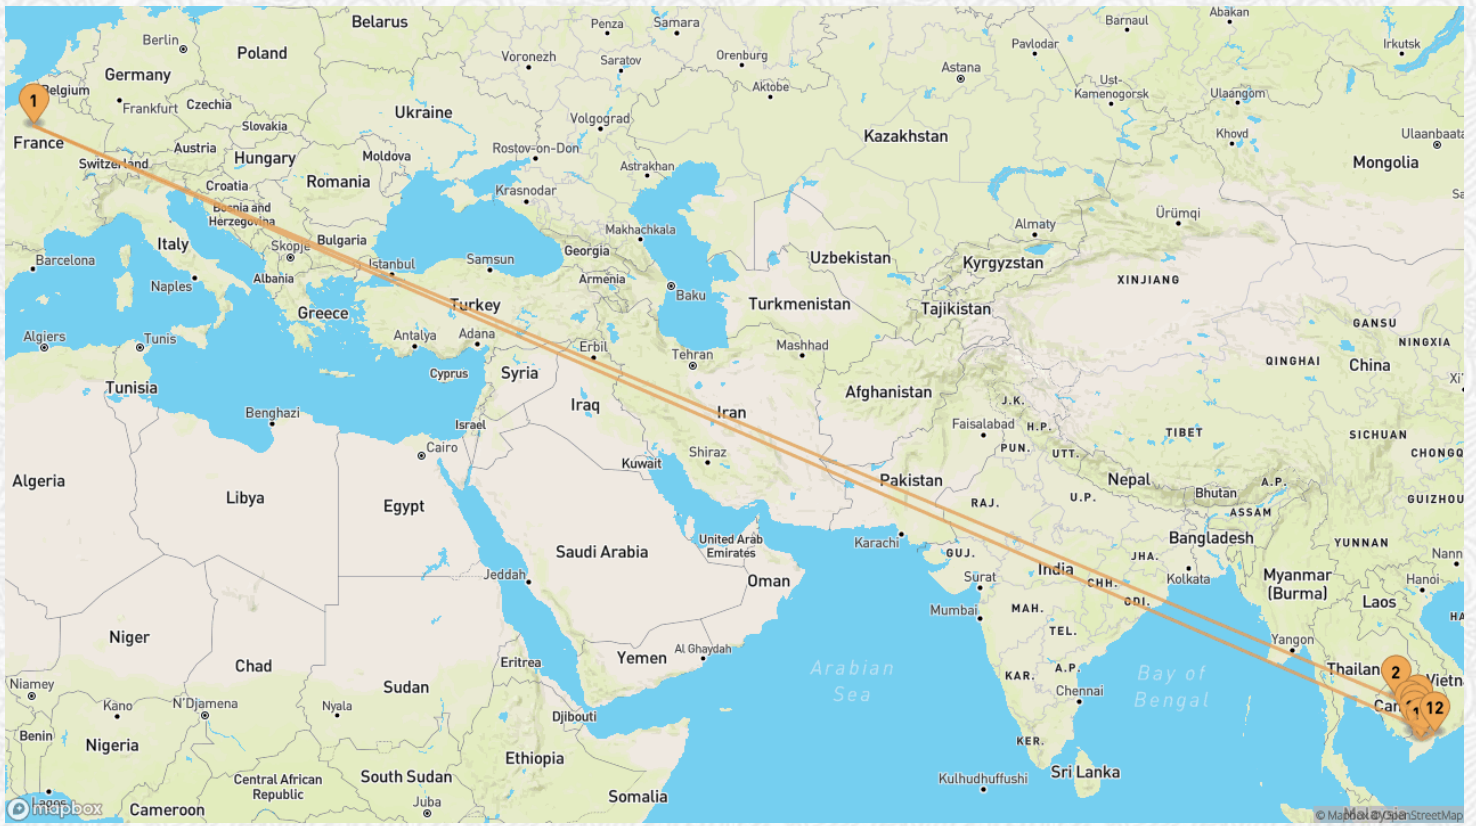 Belarus
Penza
Samara
Barnaul
Abakan
Berlin
Poland
Voronezh
Saratov
Orenburg
Pavlodar
Irkutsk
Germany
Astana
Ust-
Kamenogorsk
Ulaangom
Belgium
1
Frankfurt
Czechia
Ukraine
Aktobe
Volgograd
Slovakia
France
Austria
Hungary
Moldova
Rostov-on-Don
Kazakhstan
Khovd
Ulaanbaata
Switzerland
Romania
Astrakhan
Mongolia
Croatia
Krasnodar
Bosnia and
Herzegovina
Ürümqi
Italy
Skopje
Bulgaria
Makhachkala
Almaty
Barcelona
Istanbul
Samsun
Georgia
Uzbekistan
Kyrgyzstan
Naples
Albania
Armenia
Baku
XINJIANG
Greece
Turkey
Turkmenistan
Tajikistan
GANSU
Algiers
Tunis
Antalya
Adana
Erbil
Tehran
Mashhad
NINGXIA
QINGHAI
China
Tunisia
Cyprus
Syria
Afghanistan
Xi'
Benghazi
Iraq
Iran
J.K.
Israel
Faisalabad
H.P.
TIBET
SICHUAN
Cairo
Kuwait
Shiraz
PUN.
UTT.
CHONGQ
Algeria
Libya
Egypt
Pakistan
RAJ.
U.P.
Nepal
Bhutan
A.P.
GUIZHOU
ASSAM
Saudi Arabia
United Arab
Emirates
Karachi
GUJ.
JHA.
Bangladesh
YUNNAN
Nann
Jeddah
Oman
Surat
India
CHH.
ODI.
Kolkata
Myanmar
(Burma)
Hanoi
Laos
Mumbai
MAH.
HA
Niger
Chad
Eritrea
Yemen
Al Ghaydah
TEL.
Yangon
Niamey
Sudan
Arabian
Sea
KAR.
A.P.
Bay of
Bengal
Thailan
2
Vietn
Kano
N'Djamena
Nyala
Djibouti
Chennai
Cam
1
12
Benin
Nigeria
Ethiopia
KER.
Central African
Republic
South Sudan
Kulhudhuffushi
Sri Lanka
Lagos
mapbox
Cameroon
Juba
Somalia
Malaysia
© Mapbox © OpenStreetMap